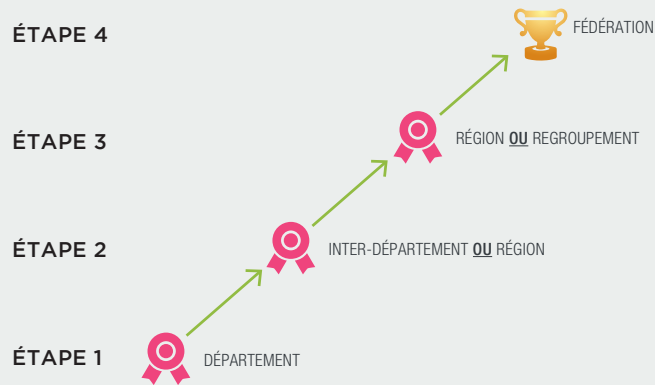 ÉTAPE 4
FÉDÉRATION
ÉTAPE 3
RÉGION OU REGROUPEMENT
ÉTAPE 2
INTER-DÉPARTEMENT OU RÉGION
ÉTAPE 1
DÉPARTEMENT